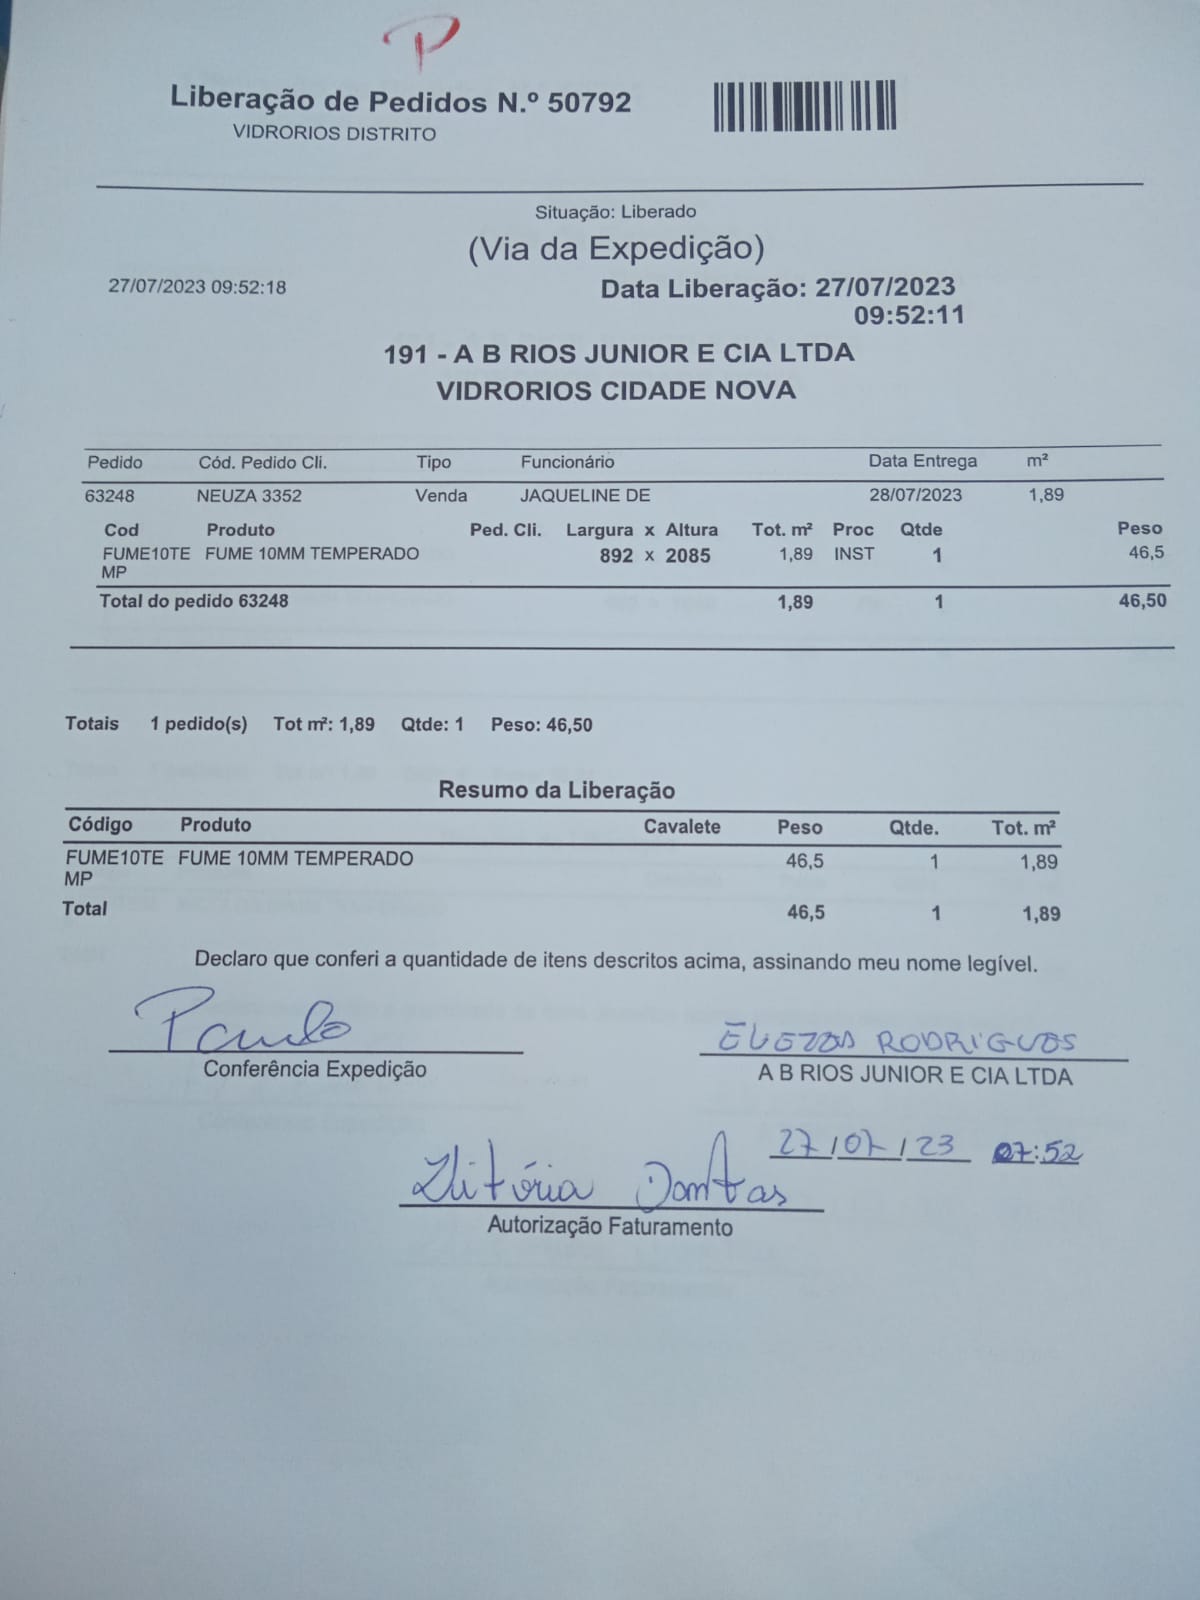 P
Liberação de Pedidos N.º 50792
VIDRORIOS DISTRITO
Situação: Liberado
(Via da Expedição)
27/07/2023 09:52:18
Data Liberação: 27/07/2023
09:52:11
191 - A B RIOS JUNIOR E CIA LTDA
VIDRORIOS CIDADE NOVA
Pedido Cód. Pedido Cli. Tipo Funcionário Data Entrega m²
63248 NEUZA 3352 Venda JAQUELINE DE 28/07/2023 1,89
Cod Produto Ped. Cli. Largura x Altura Tot. m² Proc Qtde Peso
FUME10TE FUME 10MM TEMPERADO 892 x 2085 1,89 INST 1 46,5
MP
Total do pedido 63248 1,89 1 46,50
Totais 1 pedido(s) Tot m²: 1,89 Qtde: 1 Peso: 46,50
Resumo da Liberação
Código Produto Cavalete Peso Qtde. Tot. m²
FUME10TE FUME 10MM TEMPERADO 46,5 1 1,89
MP
Total 46,5 1 1,89
Declaro que conferi a quantidade de itens descritos acima, assinando meu nome legível.
Paulo RODRIGUES
Conferência Expedição A B RIOS JUNIOR E CIA LTDA
27/07/23 07:52
Vitória Dantas
Autorização Faturamento